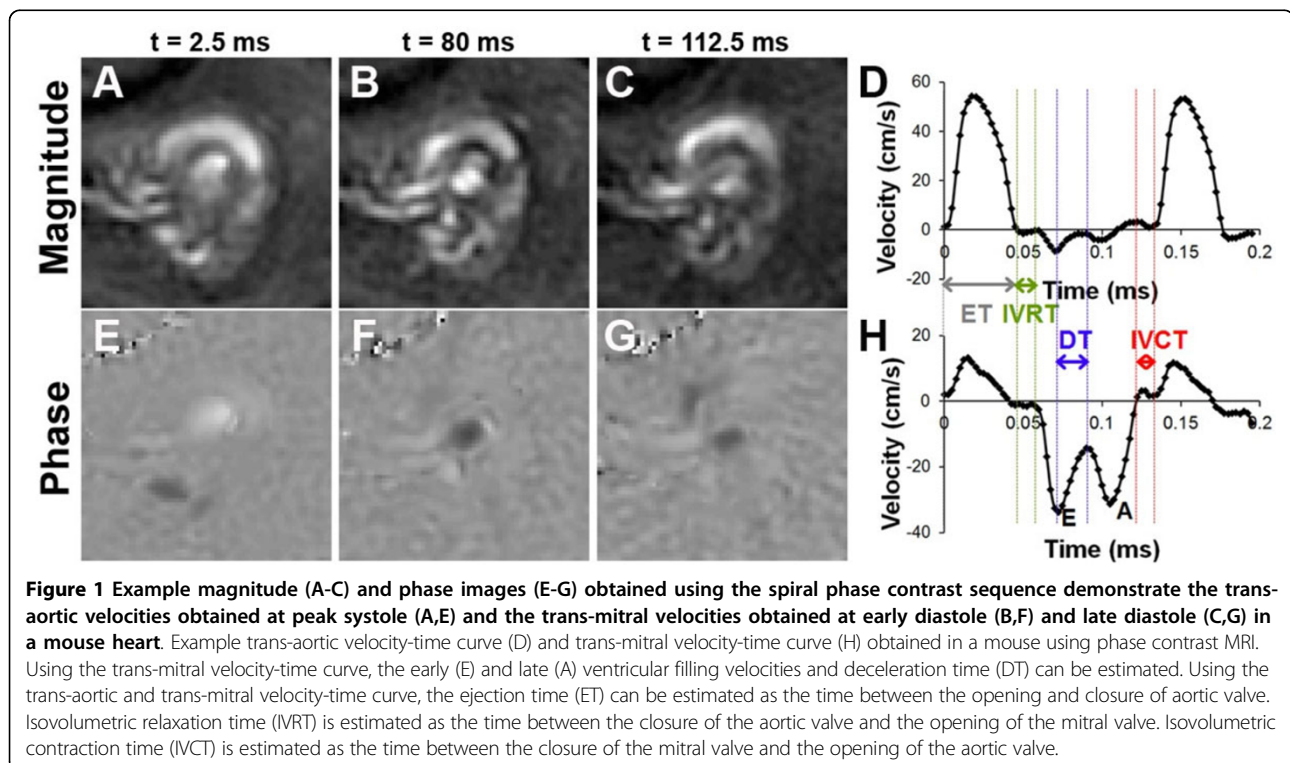 t = 2.5 ms
t = 80 ms
t = 112.5 ms
Magnitude
A
B
C
D
Velocity (cm/s)
60
40
20
0
-20
0
0.05
0.1
0.15
0.2
Time (ms)
ET
IVRT
Phase
E
F
G
H
DT
IVCT
Velocity (cm/s)
20
0
-20
-40
0
0.05
0.1
0.15
0.2
E
A
Time (ms)
Figure 1 Example magnitude (A-C) and phase images (E-G) obtained using the spiral phase contrast sequence demonstrate the trans-
aortic velocities obtained at peak systole (A,E) and the trans-mitral velocities obtained at early diastole (B,F) and late diastole (C,G) in
a mouse heart. Example trans-aortic velocity-time curve (D) and trans-mitral velocity-time curve (H) obtained in a mouse using phase contrast MRI.
Using the trans-mitral velocity-time curve, the early (E) and late (A) ventricular filling velocities and deceleration time (DT) can be estimated. Using the
trans-aortic and trans-mitral velocity-time curve, the ejection time (ET) can be estimated as the time between the opening and closure of aortic valve.
Isovolumetric relaxation time (IVRT) is estimated as the time between the closure of the aortic valve and the opening of the mitral valve. Isovolumetric
contraction time (IVCT) is estimated as the time between the closure of the mitral valve and the opening of the aortic valve.